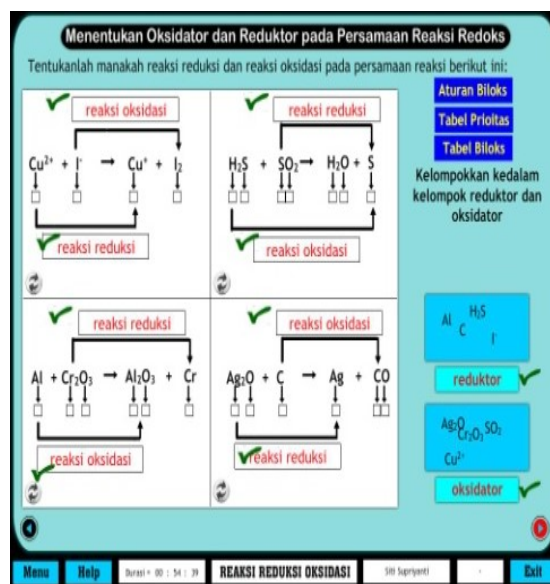 Menentukan Oksidator dan Reduktor pada Persamaan Reaksi Redoks
Tentukanlah manakah reaksi reduksi dan reaksi oksidasi pada persamaan reaksi berikut ini:
reaksi oksidasi
Cu²⁺ + I⁻ → Cu⁺ + I₂
reaksi reduksi
reaksi reduksi
H₂S + SO₂ → H₂O + S
reaksi oksidasi
reaksi reduksi
Al + Cr₂O₃ → Al₂O₃ + Cr
reaksi oksidasi
reaksi oksidasi
Ag₂O + C → Ag + CO
reaksi reduksi
Aturan Biloks
Tabel Prioitas
Tabel Biloks
Kelompokkan kedalam
kelompok reduktor dan
oksidator
Al C H₂S I⁻
reduktor
Ag₂O Cr₂O₃ SO₂
Cu²⁺
oksidator
Menu Help Durasi = 00 : 54 : 39 REAKSI REDUKSI OKSIDASI Siti Supriyanti - Exit